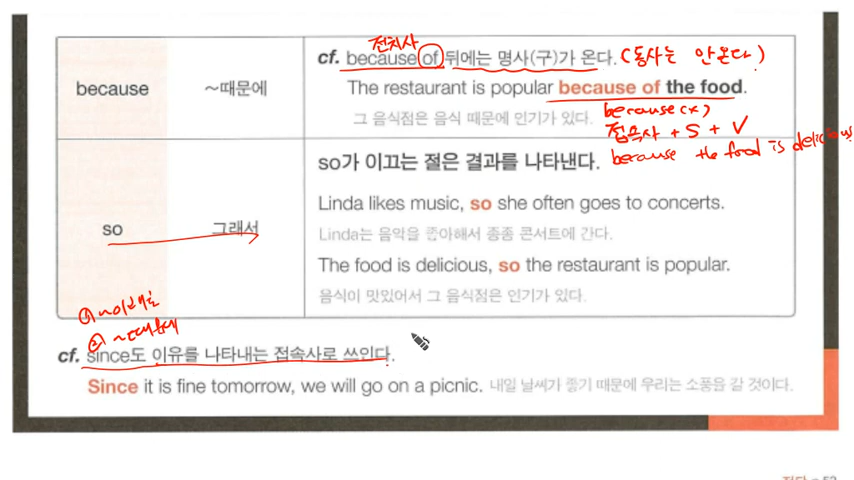 전치사
cf. because of 뒤에는 명사(구)가 온다. (동사는 안온다)
because ~때문에
The restaurant is popular because of the food.
그 음식점은 음식 때문에 인기가 있다.
because(x)
접속사 + S + V
because the food is delicious
so가 이끄는 절은 결과를 나타낸다.
Linda likes music, so she often goes to concerts.
so 그래서
Linda는 음악을 좋아해서 종종 콘서트에 간다.
The food is delicious, so the restaurant is popular.
음식이 맛있어서 그 음식점은 인기가 있다.
① ~이래로
② ~때문에
cf. since도 이유를 나타내는 접속사로 쓰인다.
Since it is fine tomorrow, we will go on a picnic. 내일 날씨가 좋기 때문에 우리는 소풍을 갈 것이다.